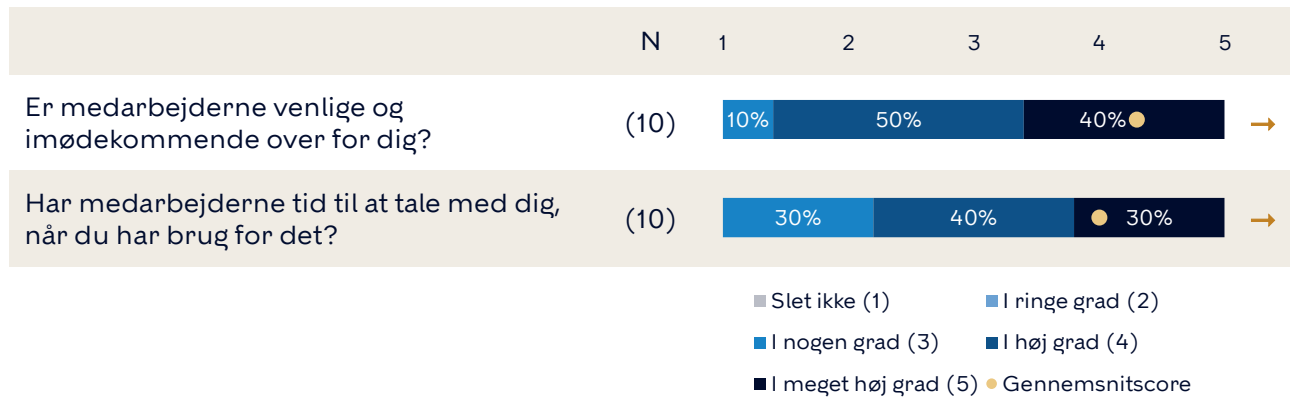 N 1 2 3 4 5
Er medarbejderne venlige og
imødekommende over for dig?
(10) 10% 50% 40%
Har medarbejderne tid til at tale med dig,
når du har brug for det?
(10) 30% 40% 30%
Slet ikke (1) I ringe grad (2)
I nogen grad (3) I høj grad (4)
I meget høj grad (5) Gennemsnitscore